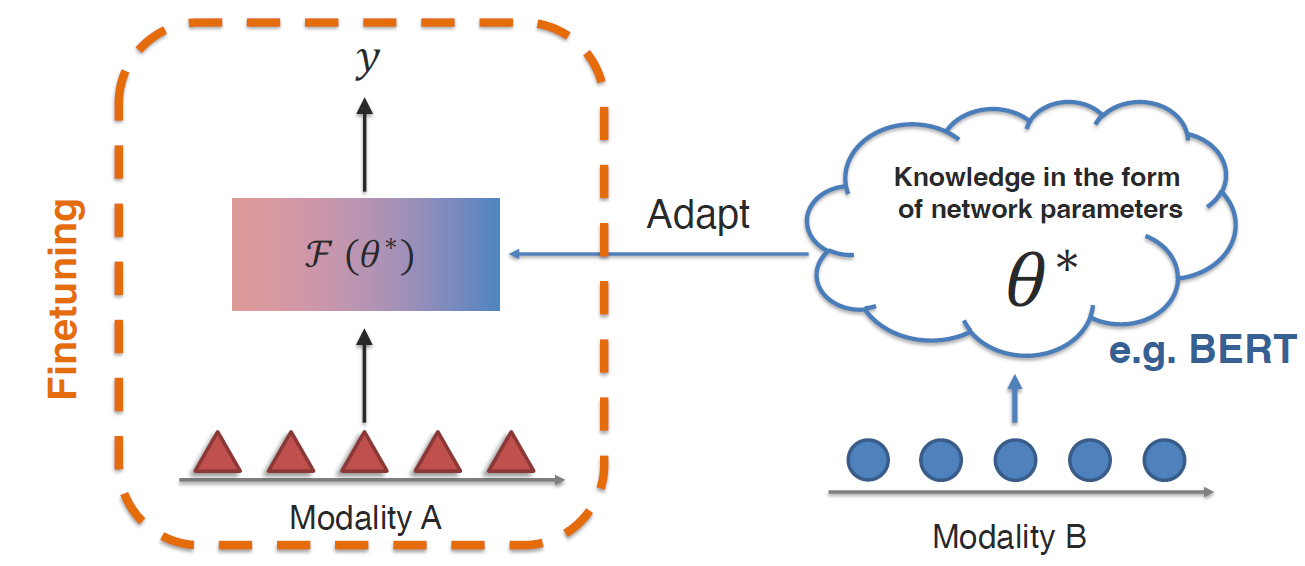 Finetuning
y
ℱ (θ*)
Modality A
Adapt
Knowledge in the form
of network parameters
θ*
e.g. BERT
Modality B